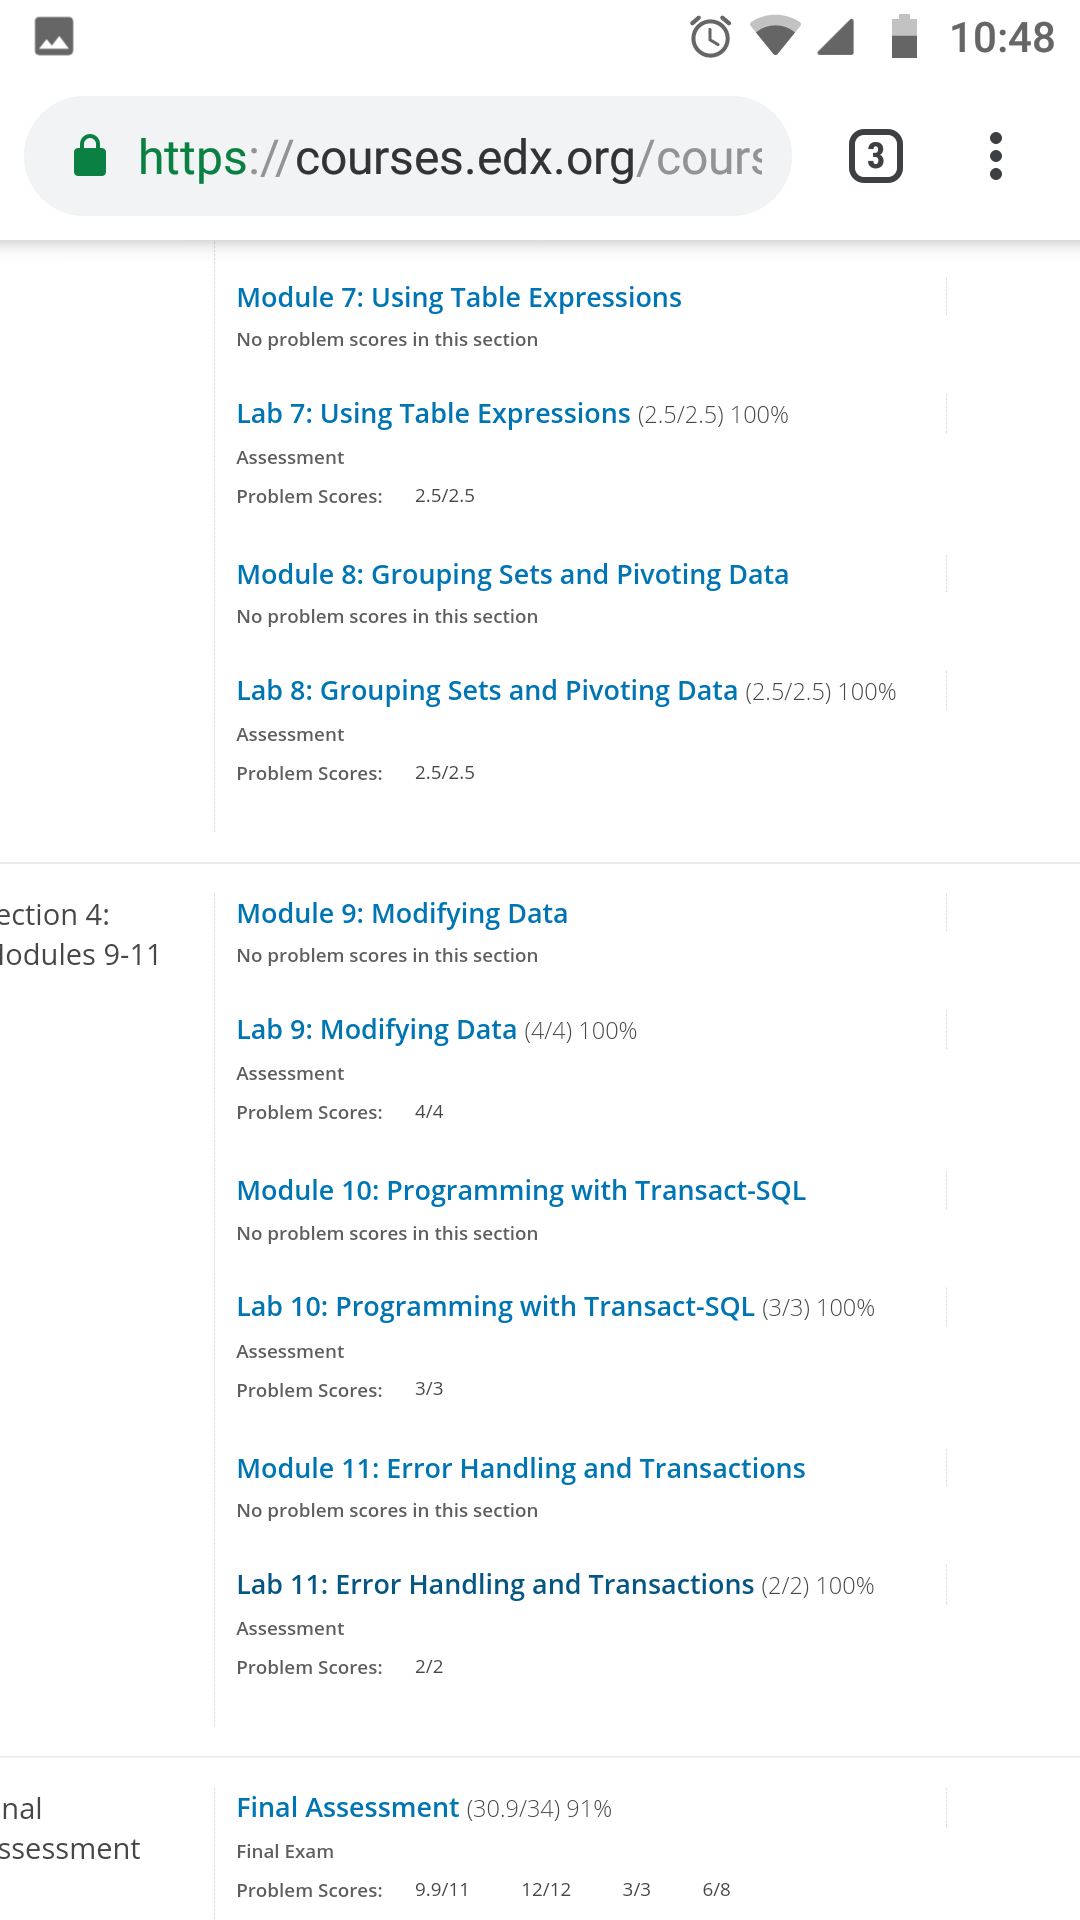 10:48
https://courses.edx.org/cours
3
Module 7: Using Table Expressions
No problem scores in this section
Lab 7: Using Table Expressions (2.5/2.5) 100%
Assessment
Problem Scores: 2.5/2.5
Module 8: Grouping Sets and Pivoting Data
No problem scores in this section
Lab 8: Grouping Sets and Pivoting Data (2.5/2.5) 100%
Assessment
Problem Scores: 2.5/2.5
ection 4:
odules 9-11
Module 9: Modifying Data
No problem scores in this section
Lab 9: Modifying Data (4/4) 100%
Assessment
Problem Scores: 4/4
Module 10: Programming with Transact-SQL
No problem scores in this section
Lab 10: Programming with Transact-SQL (3/3) 100%
Assessment
Problem Scores: 3/3
Module 11: Error Handling and Transactions
No problem scores in this section
Lab 11: Error Handling and Transactions (2/2) 100%
Assessment
Problem Scores: 2/2
nal
ssessment
Final Assessment (30.9/34) 91%
Final Exam
Problem Scores: 9.9/11 12/12 3/3 6/8